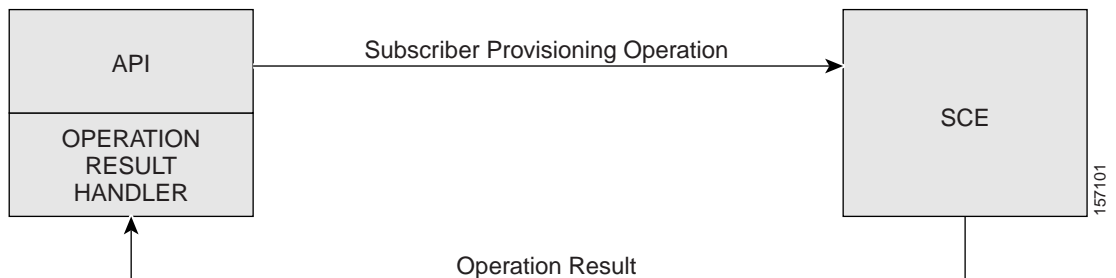 API
Subscriber Provisioning Operation
SCE
OPERATION
RESULT
HANDLER
157101
Operation Result